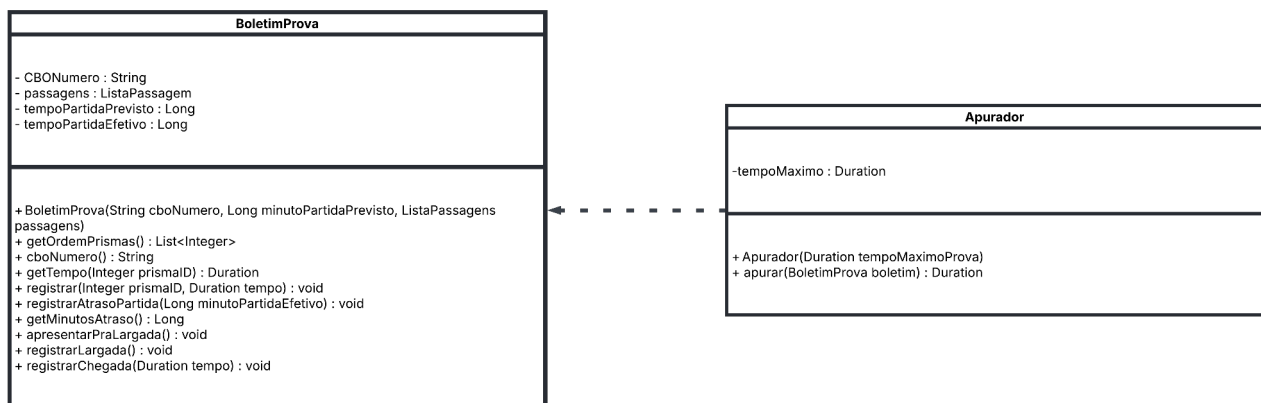 BoletimProva
- CBONumero : String
- passagens : ListaPassagem
- tempoPartidaPrevisto : Long
- tempoPartidaEfetivo : Long
+ BoletimProva(String cboNumero, Long minutoPartidaPrevisto, ListaPassagens
passagens)
+ getOrdemPrismas() : List<Integer>
+ cboNumero() : String
+ getTempo(Integer prismaID) : Duration
+ registrar(Integer prismaID, Duration tempo) : void
+ registrarAtrasoPartida(Long minutoPartidaEfetivo) : void
+ getMinutosAtraso() : Long
+ apresentarPraLargada() : void
+ registrarLargada() : void
+ registrarChegada(Duration tempo) : void
Apurador
-tempoMaximo : Duration
+ Apurador(Duration tempoMaximoProva)
+ apurar(BoletimProva boletim) : Duration